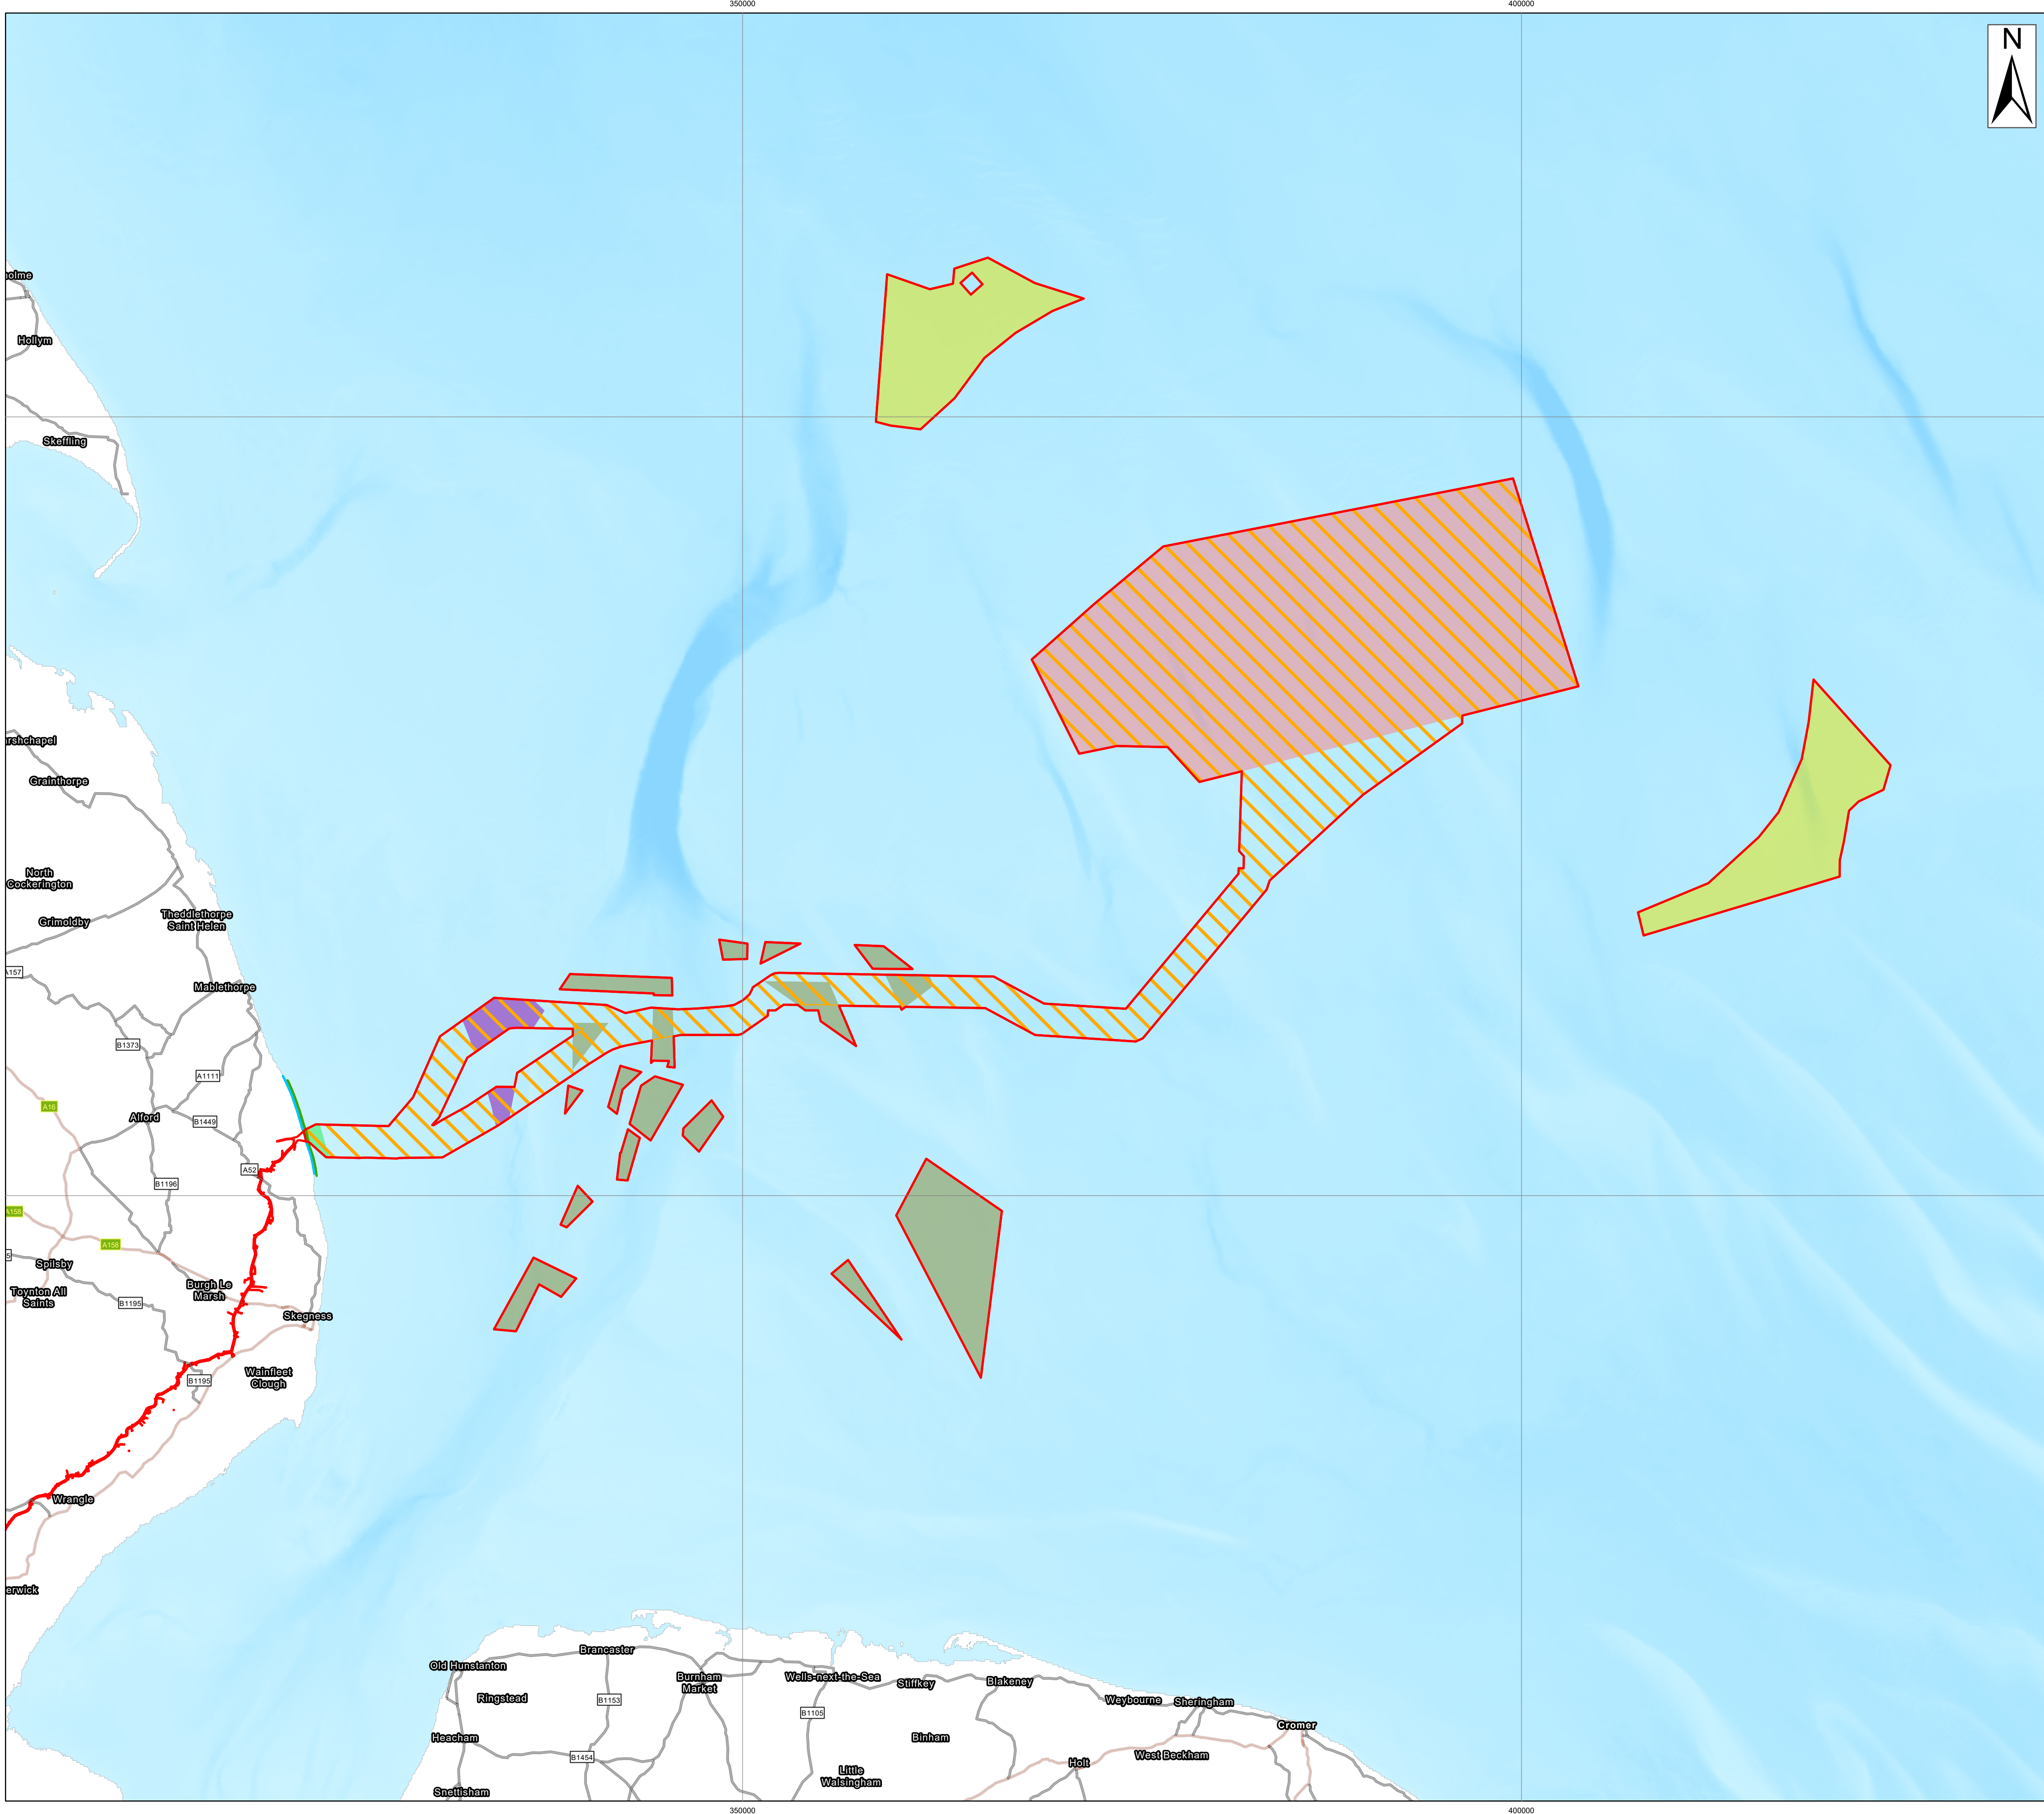 350000
400000
N
olme
Hollym
Skeffling
rshchapel
Grainthorpe
North
Cockerington
Grimoldby
Theddlethorpe
Saint Helen
A157
Mablethorpe
B1373
A1111
A16
Alford
B1449
A52
B1196
A158
A158
5
Spilsby
Toynton All
Saints
Burgh Le
Marsh
B1195
Skegness
B1195
Wainfleet
Clough
Wrangle
erwick
Brancaster
Old Hunstanton
Burnham
Market
Wells-next-the-Sea
Stiffkey
Blakeney
Ringstead
B1153
B1105
Weybourne
Sheringham
Cromer
Heacham
B1454
Binham
Holt
West Beckham
Little
Walsingham
Snettisham
350000
400000